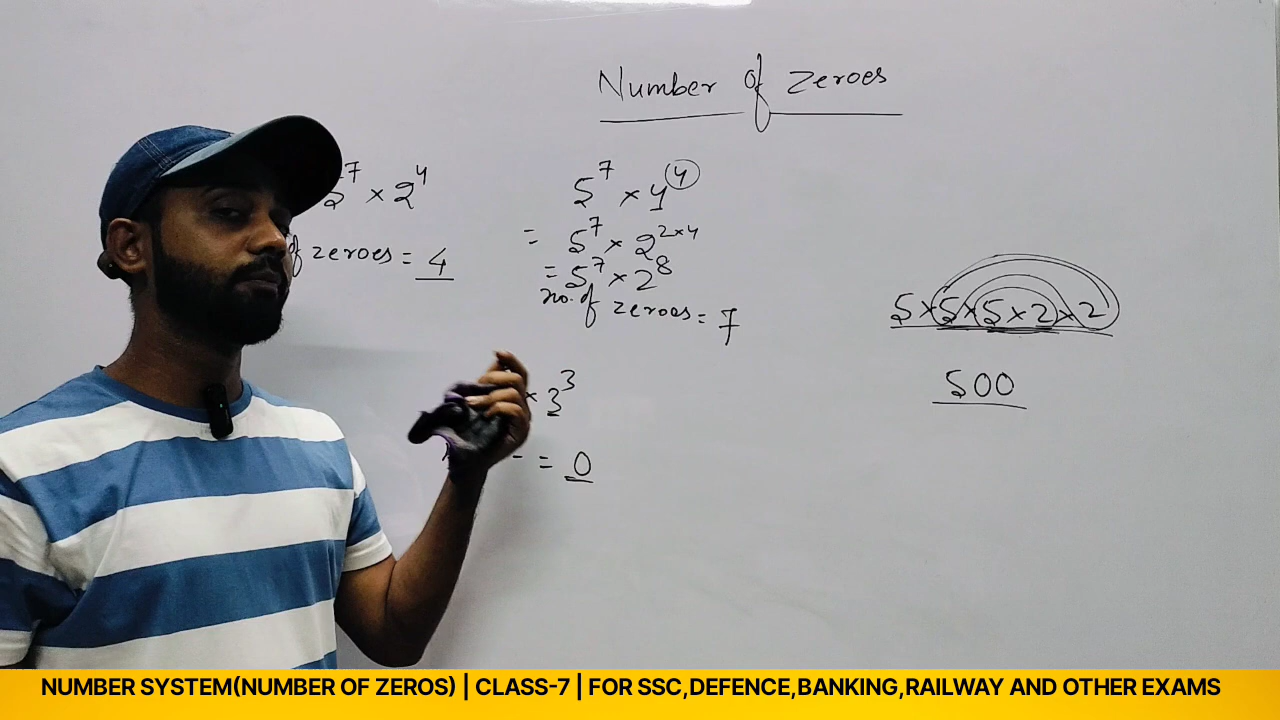 Number of zeroes
5⁷ × 2⁴
of zeroes = 4
5⁷ × 4⁴
= 5⁷ × 2²ˣ⁴
= 5⁷ × 2⁸
no. of zeroes = 7
× 3³
= 0
5×5×5×2×2
500
NUMBER SYSTEM(NUMBER OF ZEROS) | CLASS-7 | FOR SSC,DEFENCE,BANKING,RAILWAY AND OTHER EXAMS